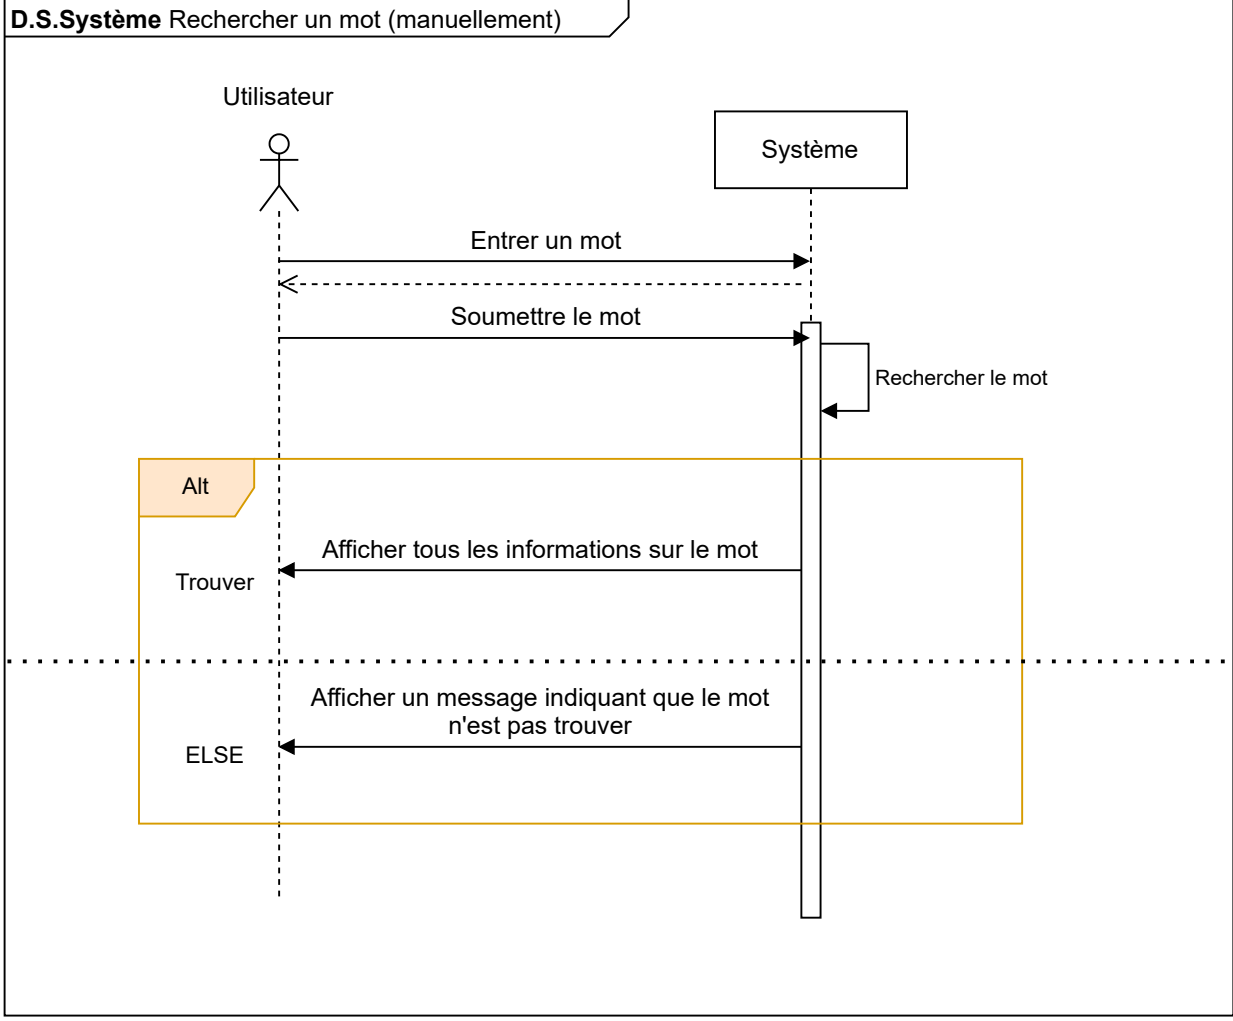 D.S.Système Rechercher un mot (manuellement)
Utilisateur
Système
Entrer un mot
Soumettre le mot
Rechercher le mot
Alt
Afficher tous les informations sur le mot
Trouver
Afficher un message indiquant que le mot
n'est pas trouver
ELSE